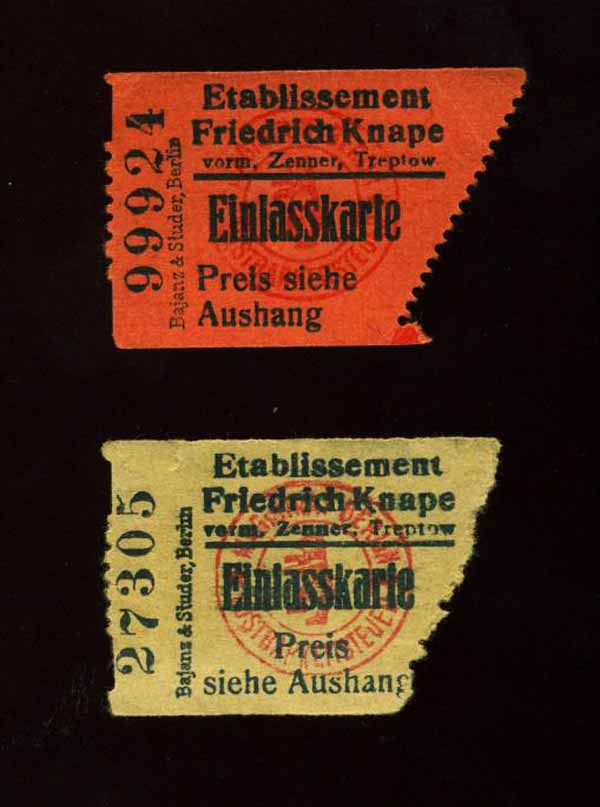 Etablissement
Friedrich Knape
vorm. Zenner, Treptow
Einlasskarte
Preis siehe
Aushang
99924
Bajanz & Studer, Berlin
Etablissement
Friedrich Knape
vorm. Zenner, Treptow
Einlasskarte
Preis
siehe Aushang
27305
Bajanz & Studer, Berlin